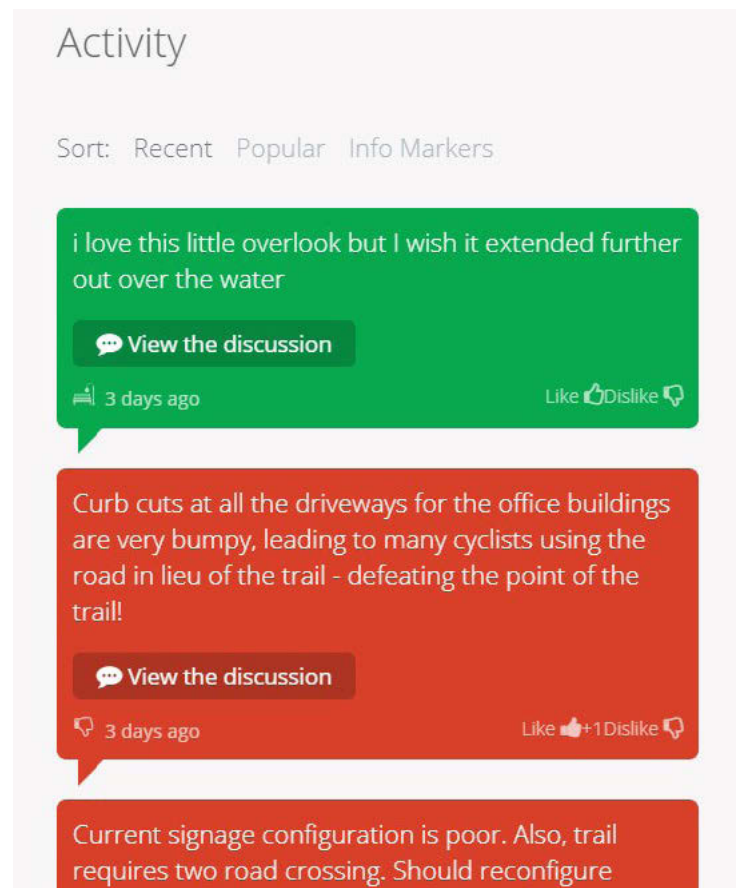 Activity
Sort: Recent Popular Info Markers
i love this little overlook but I wish it extended further
out over the water
View the discussion
3 days ago Like Dislike
Curb cuts at all the driveways for the office buildings
are very bumpy, leading to many cyclists using the
road in lieu of the trail - defeating the point of the
trail!
View the discussion
3 days ago Like +1Dislike
Current signage configuration is poor. Also, trail
requires two road crossing. Should reconfigure